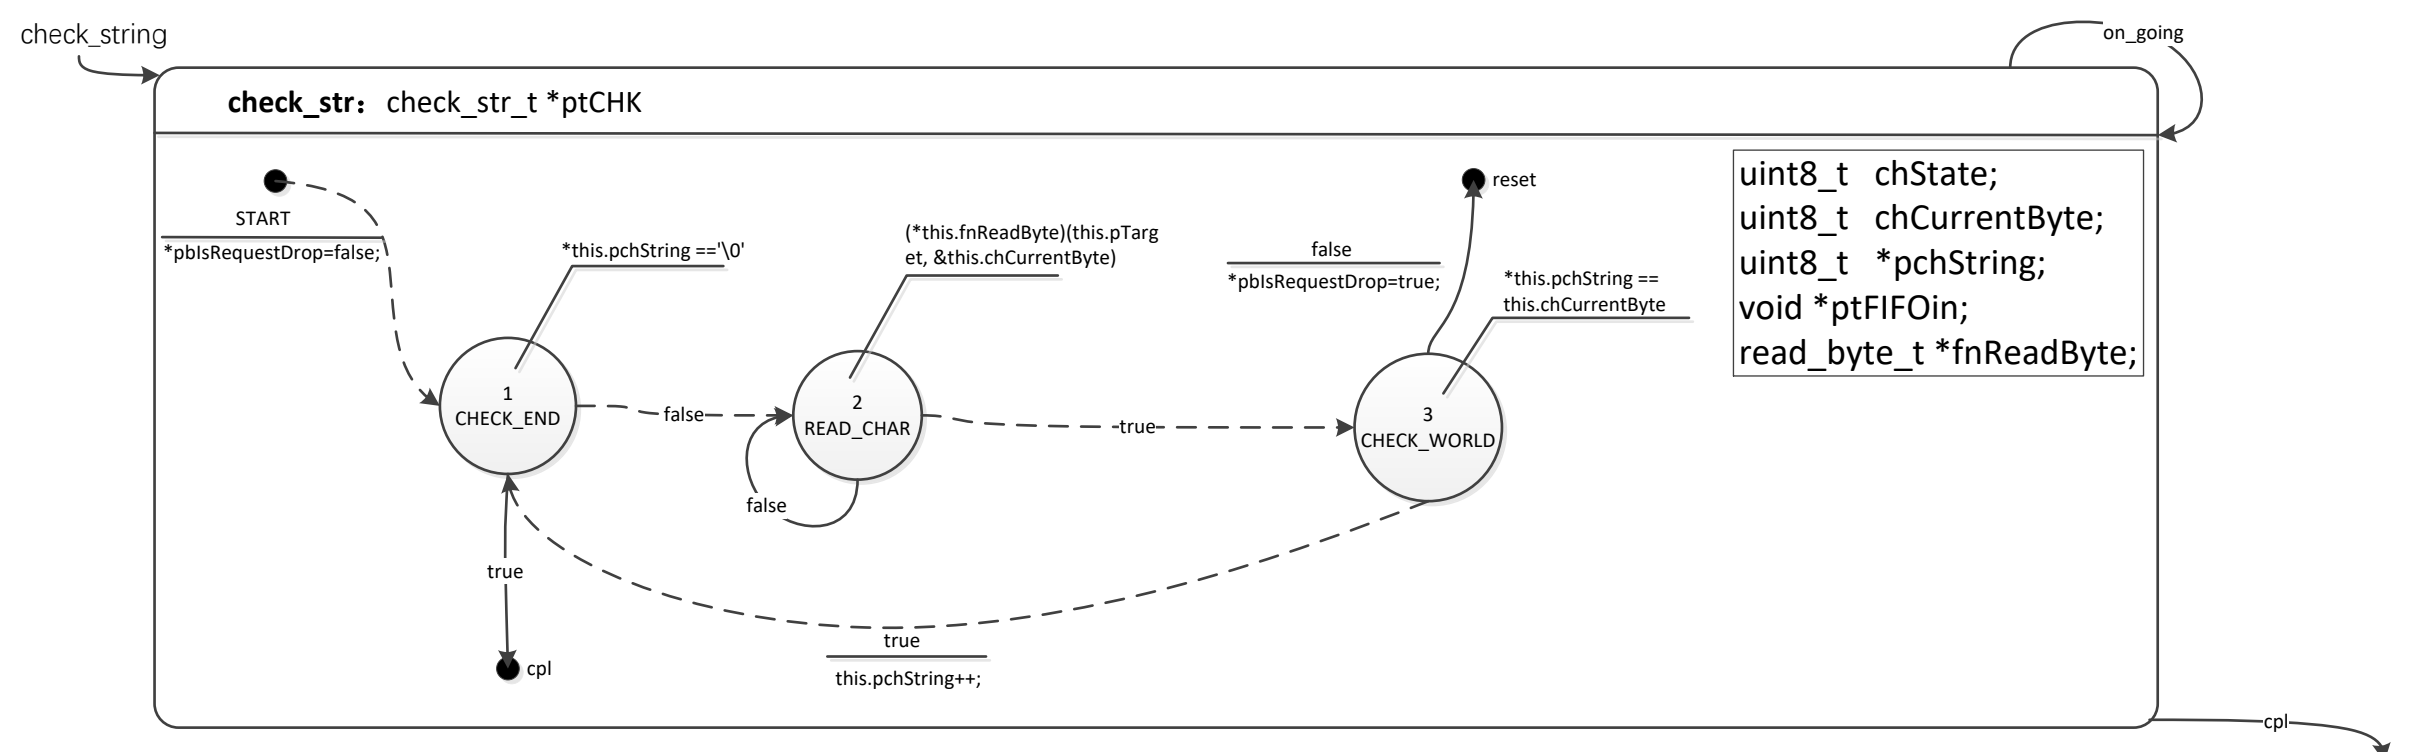 check_string
on_going
check_str：check_str_t *ptCHK
START
*pbIsRequestDrop=false;
*this.pchString =='\0'
(*this.fnReadByte)(this.pTarg
et, &this.chCurrentByte)
false
*pbIsRequestDrop=true;
reset
*this.pchString ==
this.chCurrentByte
uint8_t chState;
uint8_t chCurrentByte;
uint8_t *pchString;
void *ptFIFOin;
read_byte_t *fnReadByte;
1
CHECK_END
false
2
READ_CHAR
true
3
CHECK_WORLD
false
true
true
this.pchString++;
cpl
cpl